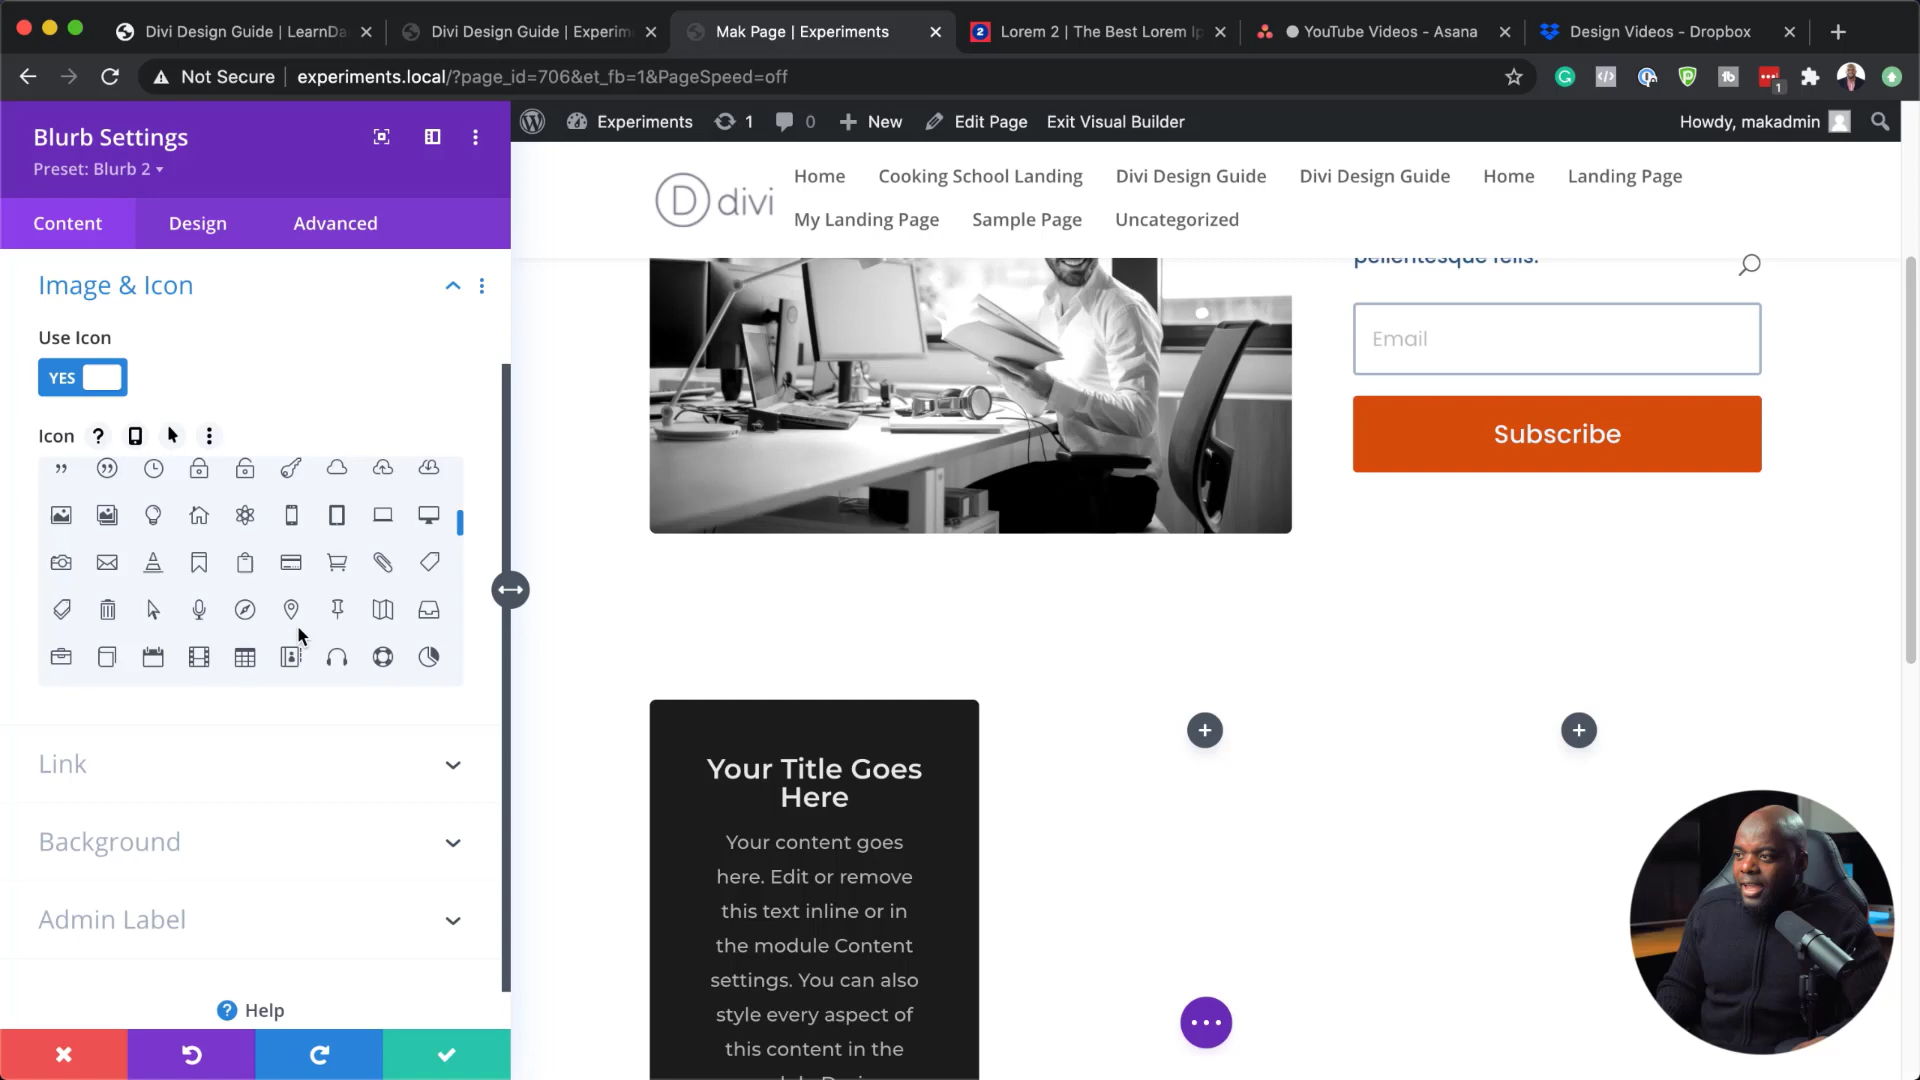 Divi Design Guide | LearnDa
Divi Design Guide | Experim
Mak Page | Experiments
Lorem 2 | The Best Lorem Ip
YouTube Videos - Asana
Design Videos - Dropbox
Not Secure
experiments.local/?page_id=706&et_fb=1&PageSpeed=off
1
Blurb Settings
Preset: Blurb 2
Content
Design
Advanced
Image & Icon
Use Icon
YES
Icon
Link
Background
Admin Label
Help
Experiments
1
0
New
Edit Page
Exit Visual Builder
Howdy, makadmin
D divi
Home
Cooking School Landing
Divi Design Guide
Divi Design Guide
Home
Landing Page
My Landing Page
Sample Page
Uncategorized
pellentesque felis.
Email
Subscribe
Your Title Goes
Here
Your content goes
here. Edit or remove
this text inline or in
the module Content
settings. You can also
style every aspect of
this content in the